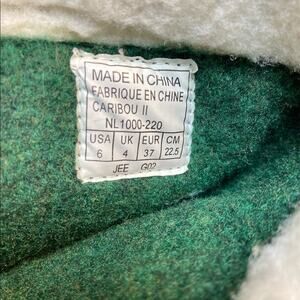 MADE IN CHINA
FABRIQUE EN CHINE
CARIBOU II
NL1000-220
USA UK EUR CM
6 4 37 22.5
JEE G02